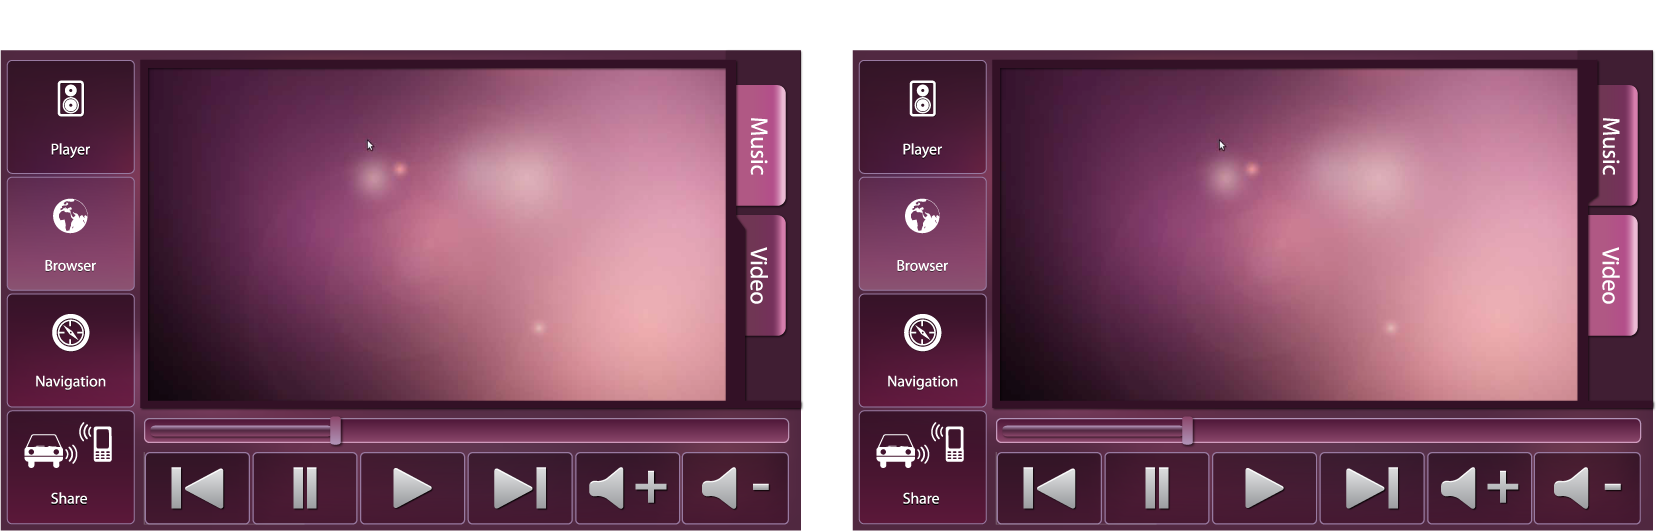 Player
Browser
Navigation
Share
Music
Video
Player
Browser
Navigation
Share
Music
Video